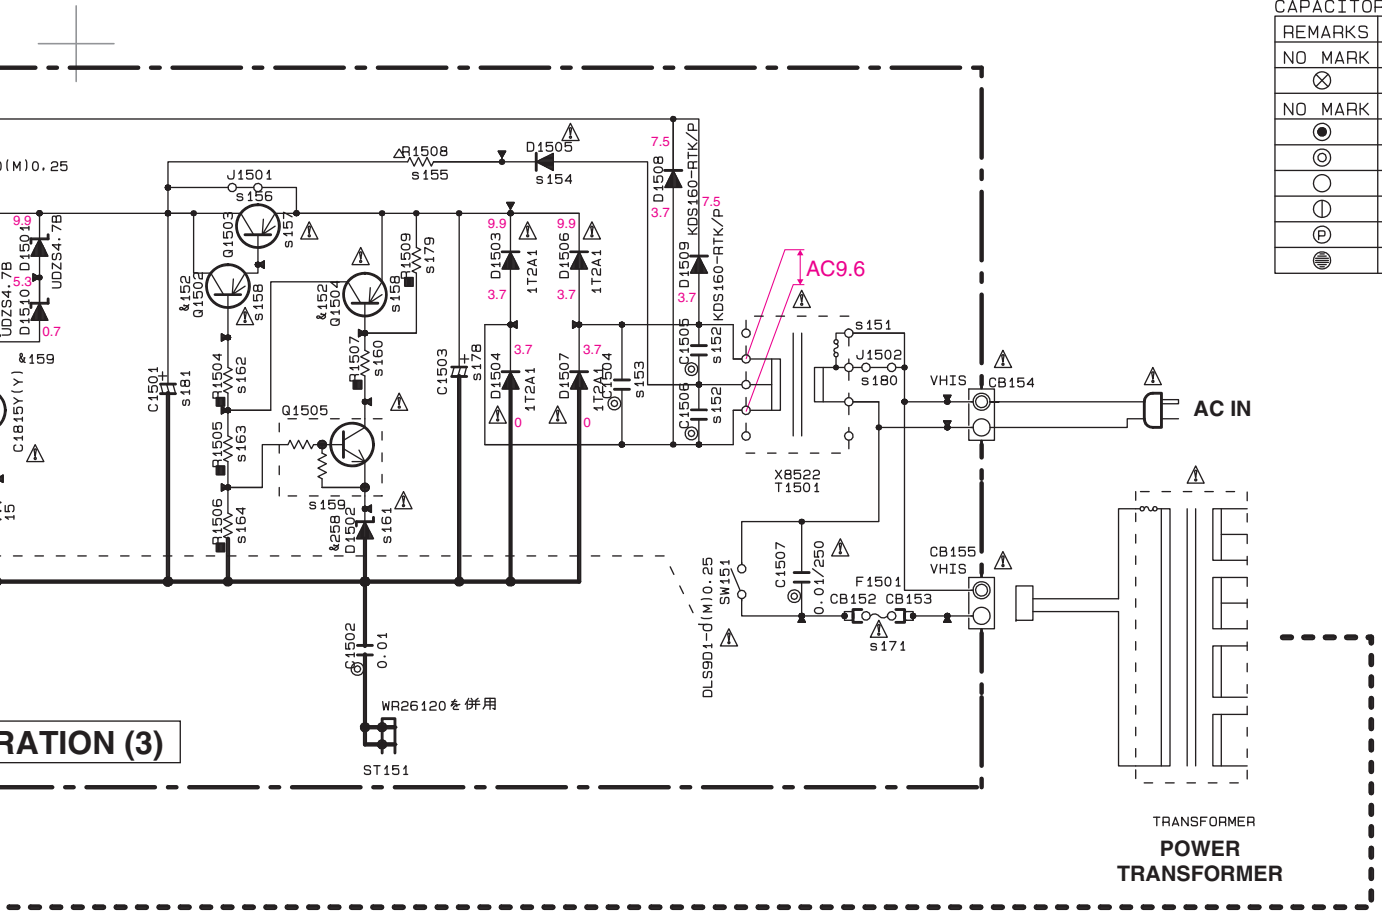 CAPACITOR
REMARKS
NO MARK
NO MARK
P
(M)0.25
R1508
s155
D1505
s154
J1501
s156
Q1503
s157
9.9
D1501
UDZS4.7B
5.3
D1510
UDZS4.7B
0.7
&159
C1815Y(Y)
15
&152
Q1502
s158
&152
Q1504
s158
R1509
s179
R1507
s160
R1504
s162
R1505
s163
R1506
s164
C1501
s181
Q1505
s159
&258
D1502
s161
C1503
s178
9.9
D1503
1T2A1
3.7
9.9
D1506
1T2A1
3.7
3.7
D1504
1T2A1
0
3.7
D1507
1T2A1
0
C1504
s153
7.5
D1508
KDS160-RTK/P
3.7
7.5
D1509
KDS160-RTK/P
3.7
C1505
s152
C1506
s152
AC9.6
s151
J1502
s180
X8522
T1501
VHIS
CB154
AC IN
DLS9D1-O(M)0.25
SW151
C1507
0.01/250
F1501
CB152
CB153
s171
CB155
VHIS
C1502
0.01
WR26120を併用
ST151
RATION (3)
TRANSFORMER
POWER
TRANSFORMER